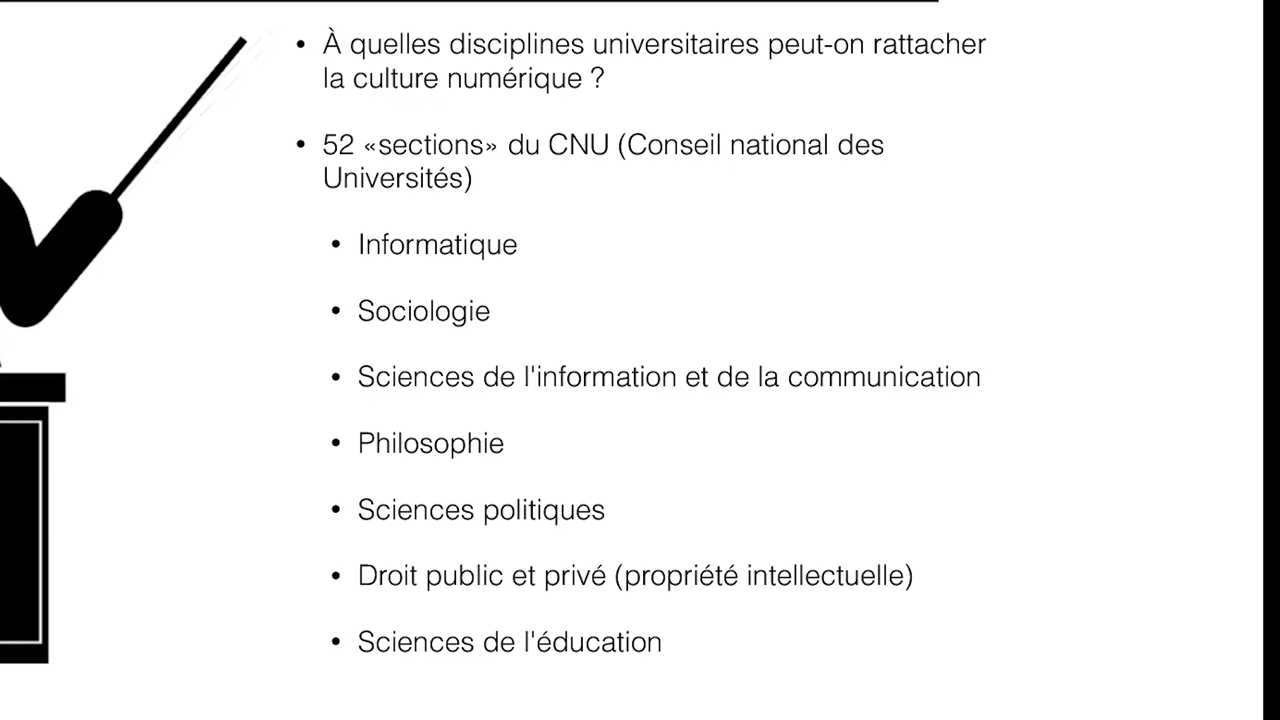 • À quelles disciplines universitaires peut-on rattacher
la culture numérique ?
• 52 «sections» du CNU (Conseil national des
Universités)
• Informatique
• Sociologie
• Sciences de l'information et de la communication
• Philosophie
• Sciences politiques
• Droit public et privé (propriété intellectuelle)
• Sciences de l'éducation